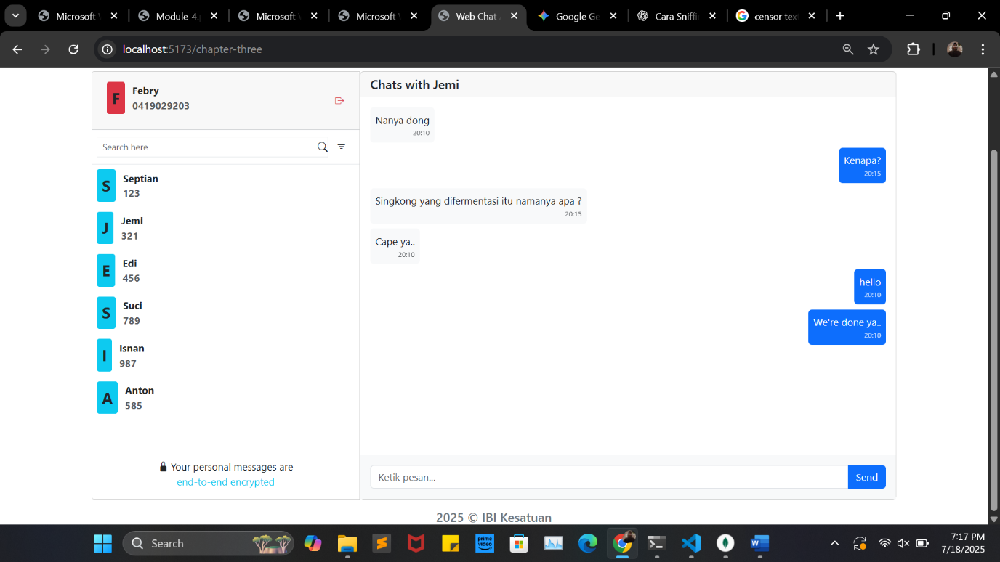 Microsoft
Module-4.
Microsoft
Microsoft
Web Chat
Google Ge
Cara Sniffi
censor tex
localhost:5173/chapter-three
F
Febry
0419029203
Search here
S
Septian
123
J
Jemi
321
E
Edi
456
S
Suci
789
I
Isnan
987
A
Anton
585
Your personal messages are
end-to-end encrypted
Chats with Jemi
Nanya dong
20:10
Kenapa?
20:15
Singkong yang difermentasi itu namanya apa ?
20:15
Cape ya..
20:10
hello
20:10
We're done ya..
20:10
Ketik pesan...
Send
2025 © IBI Kesatuan
Search
prime video
7:17 PM
7/18/2025